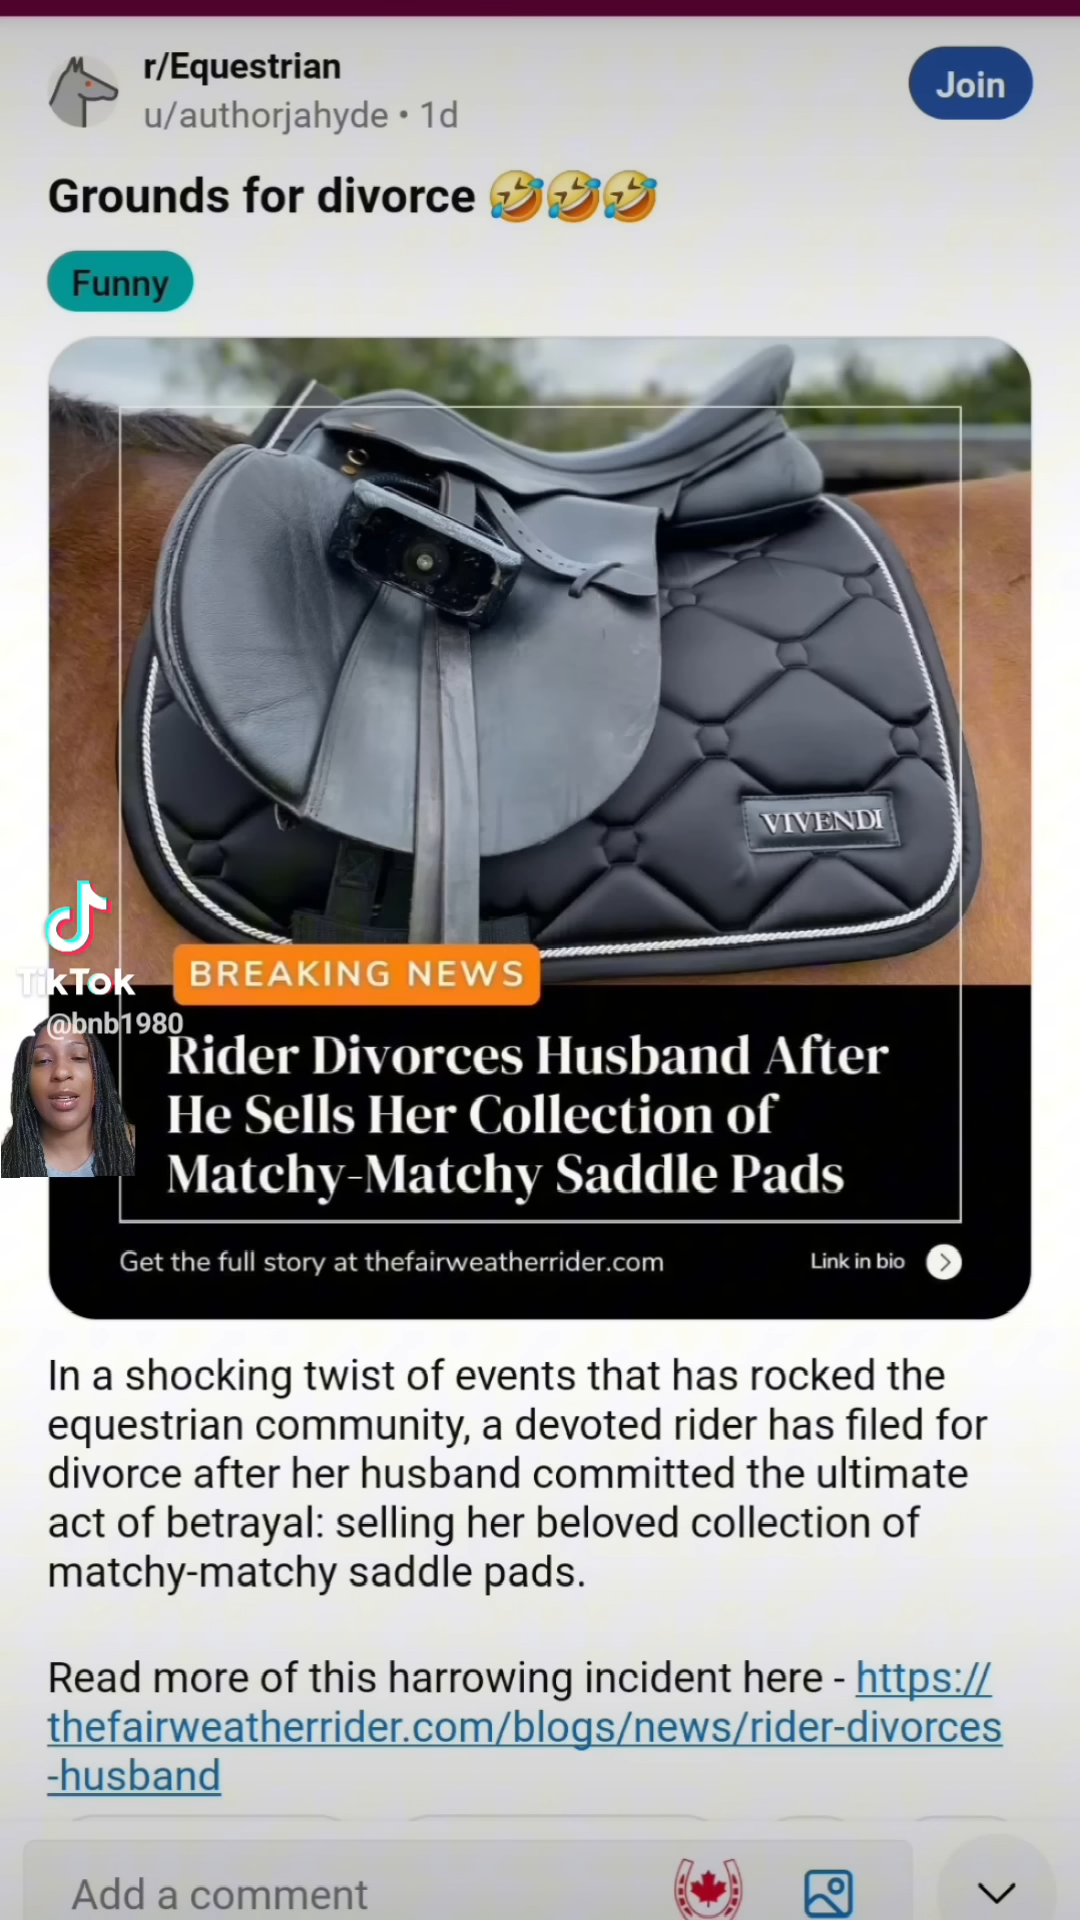 r/Equestrian
u/authorjahyde • 1d
Join
Grounds for divorce 🤣🤣🤣
Funny
VIVENDI
BREAKING NEWS
Rider Divorces Husband After
He Sells Her Collection of
Matchy-Matchy Saddle Pads
Get the full story at thefairweatherrider.com
Link in bio
TikTok
@bnb1980
In a shocking twist of events that has rocked the
equestrian community, a devoted rider has filed for
divorce after her husband committed the ultimate
act of betrayal: selling her beloved collection of
matchy-matchy saddle pads.
Read more of this harrowing incident here - https://
thefairweatherrider.com/blogs/news/rider-divorces
-husband
Add a comment